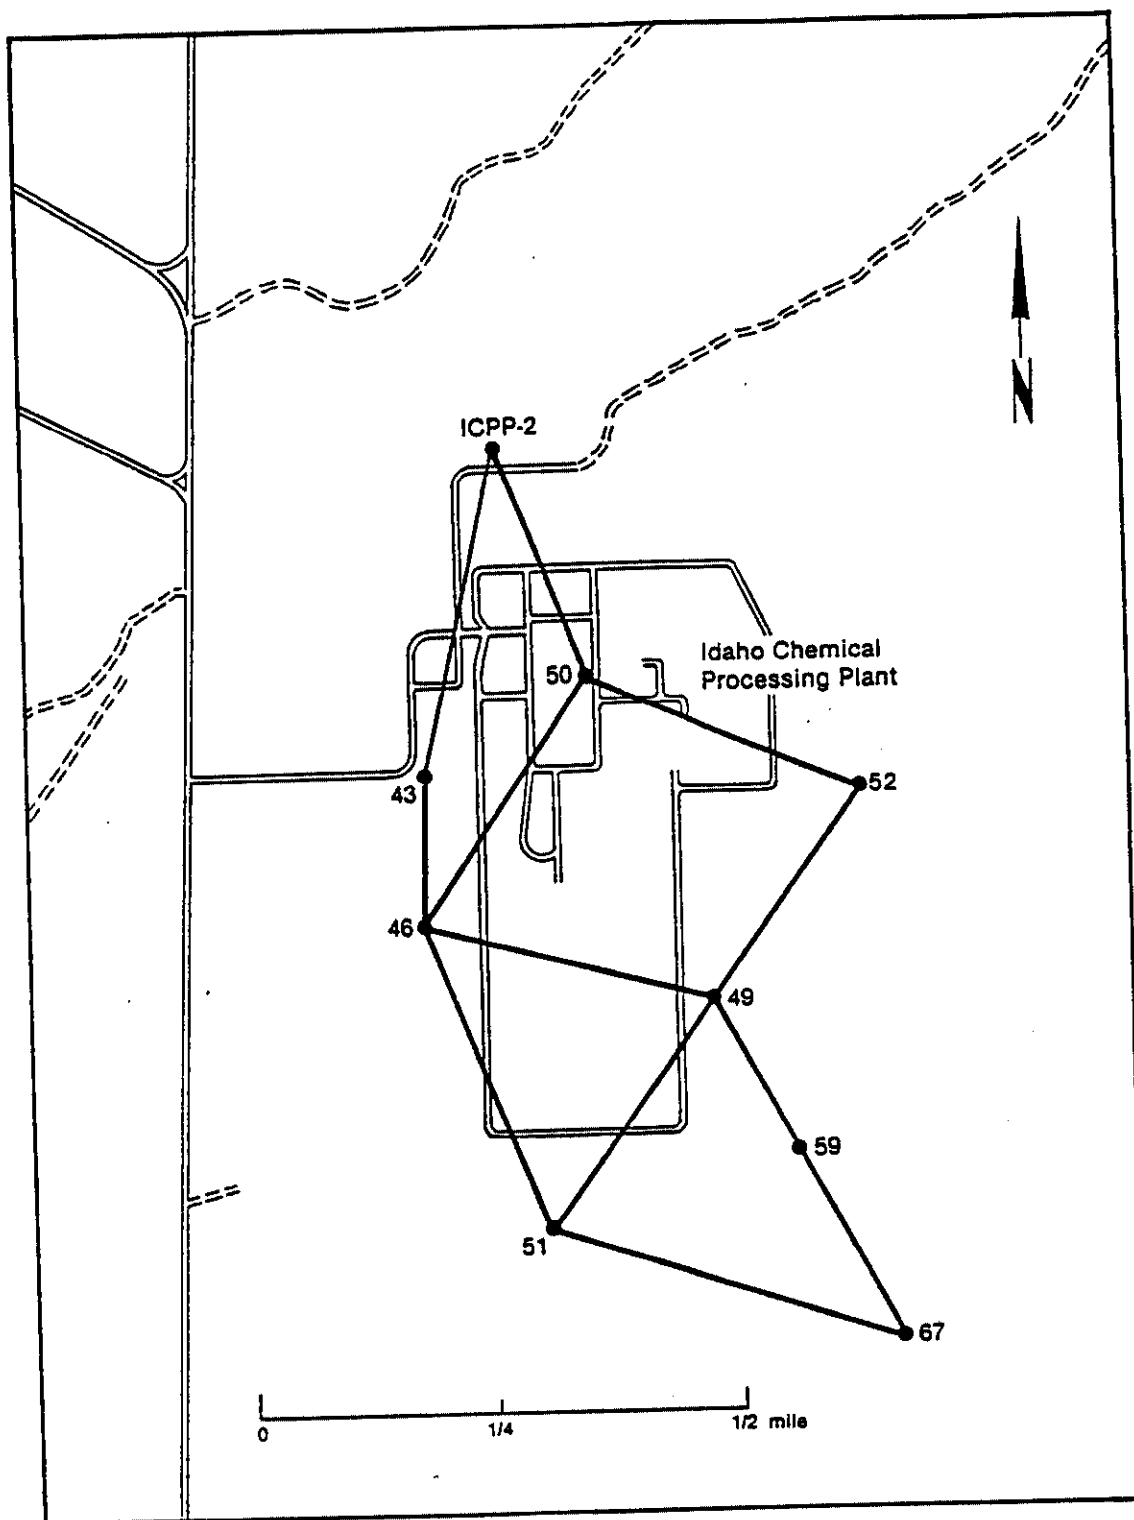 N
ICPP-2
Idaho Chemical
Processing Plant
50
52
43
46
49
59
51
67
0
1/4
1/2 mile